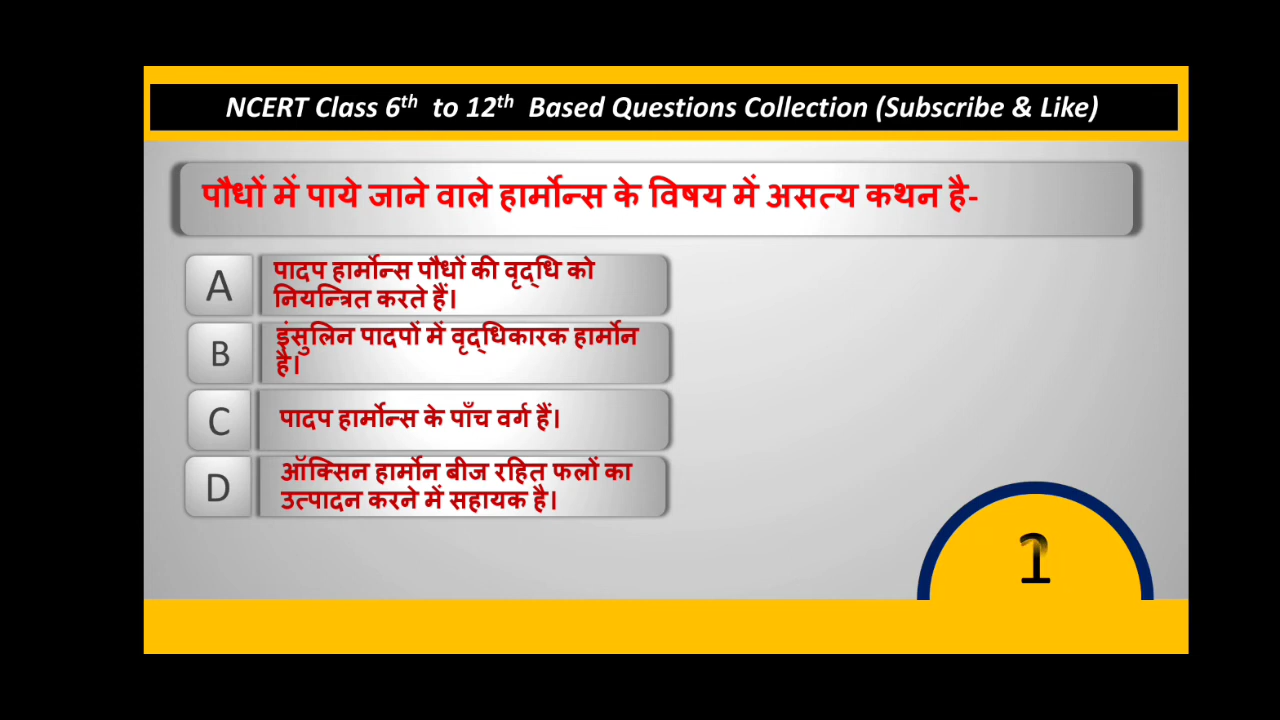 NCERT Class 6th to 12th Based Questions Collection (Subscribe & Like)
पौधों में पाये जाने वाले हार्मोन्स के विषय में असत्य कथन है-
A
पादप हार्मोन्स पौधों की वृद्धि को
नियन्त्रित करते हैं।
B
इंसुलिन पादपों में वृद्धिकारक हार्मोन
है।
C
पादप हार्मोन्स के पाँच वर्ग हैं।
D
ऑक्सिन हार्मोन बीज रहित फलों का
उत्पादन करने में सहायक है।